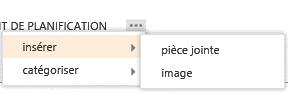 T DE PLANIFICATION
insérer
catégoriser
pièce jointe
image